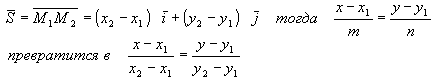 S̄ = M₁M₂‾ = (x₂ − x₁) ī + (y₂ − y₁) j̄ тогда (x − x₁)/m = (y − y₁)/n
превратится в (x − x₁)/(x₂ − x₁) = (y − y₁)/(y₂ − y₁)